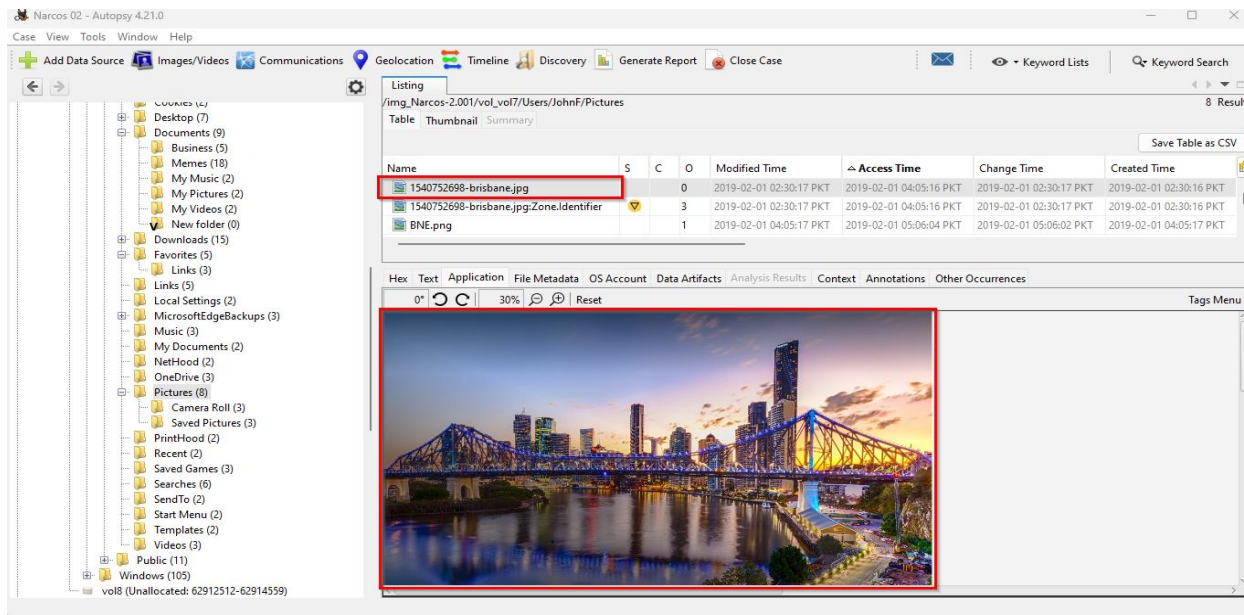 Narcos 02 - Autopsy 4.21.0
Case View Tools Window Help
Add Data Source Images/Videos Communications Geolocation Timeline Discovery Generate Report Close Case Keyword Lists Keyword Search
Listing
/img_Narcos-2.001/vol_vol7/Users/JohnF/Pictures
8 Resul
Table Thumbnail Summary
Save Table as CSV
Name S C O Modified Time Access Time Change Time Created Time
1540752698-brisbane.jpg 0 2019-02-01 02:30:17 PKT 2019-02-01 04:05:16 PKT 2019-02-01 02:30:17 PKT 2019-02-01 02:30:16 PKT
1540752698-brisbane.jpg:Zone.Identifier 3 2019-02-01 02:30:17 PKT 2019-02-01 04:05:16 PKT 2019-02-01 02:30:17 PKT 2019-02-01 02:30:16 PKT
BNE.png 1 2019-02-01 04:05:17 PKT 2019-02-01 05:06:04 PKT 2019-02-01 05:06:02 PKT 2019-02-01 04:05:17 PKT
Hex Text Application File Metadata OS Account Data Artifacts Analysis Results Context Annotations Other Occurrences
0° 30% Reset Tags Menu
Cookies (2)
Desktop (7)
Documents (9)
Business (5)
Memes (18)
My Music (2)
My Pictures (2)
My Videos (2)
New folder (0)
Downloads (15)
Favorites (5)
Links (3)
Links (5)
Local Settings (2)
MicrosoftEdgeBackups (3)
Music (3)
My Documents (2)
NetHood (2)
OneDrive (3)
Pictures (8)
Camera Roll (3)
Saved Pictures (3)
PrintHood (2)
Recent (2)
Saved Games (3)
Searches (6)
SendTo (2)
Start Menu (2)
Templates (2)
Videos (3)
Public (11)
Windows (105)
vol8 (Unallocated: 62912512-62914559)